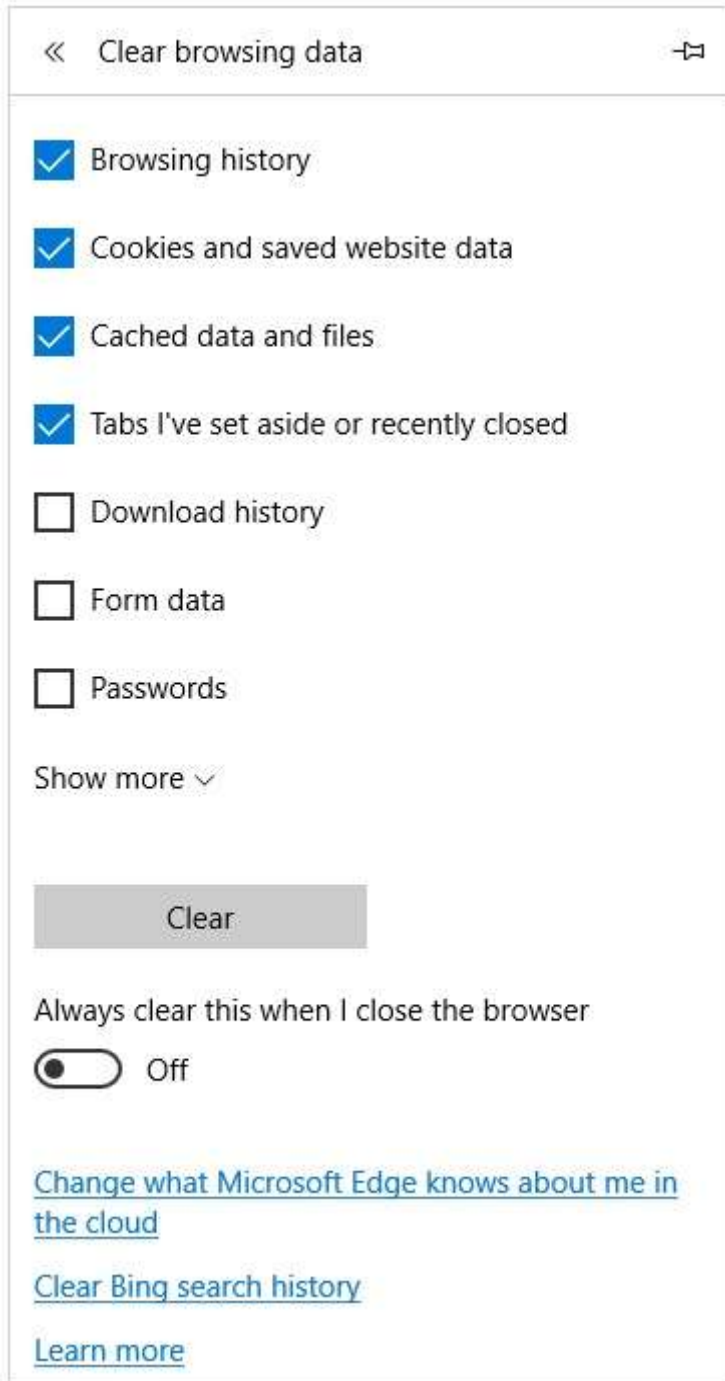 Clear browsing data
Browsing history
Cookies and saved website data
Cached data and files
Tabs I've set aside or recently closed
Download history
Form data
Passwords
Show more
Clear
Always clear this when I close the browser
Off
Change what Microsoft Edge knows about me in
the cloud
Clear Bing search history
Learn more